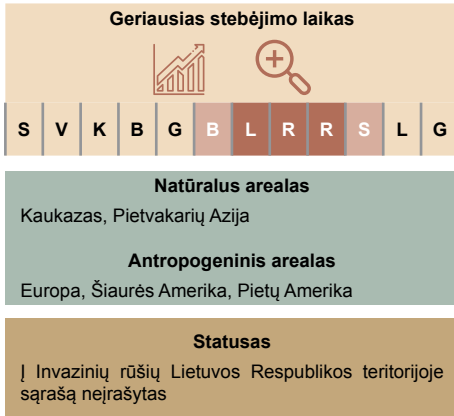 Geriausias stebėjimo laikas
S V K B G B L R R S L G
Natūralus arealas
Kaukazas, Pietvakarių Azija
Antropogeninis arealas
Europa, Šiaurės Amerika, Pietų Amerika
Statusas
Į Invazinių rūšių Lietuvos Respublikos teritorijoje
sąrašą neįrašytas